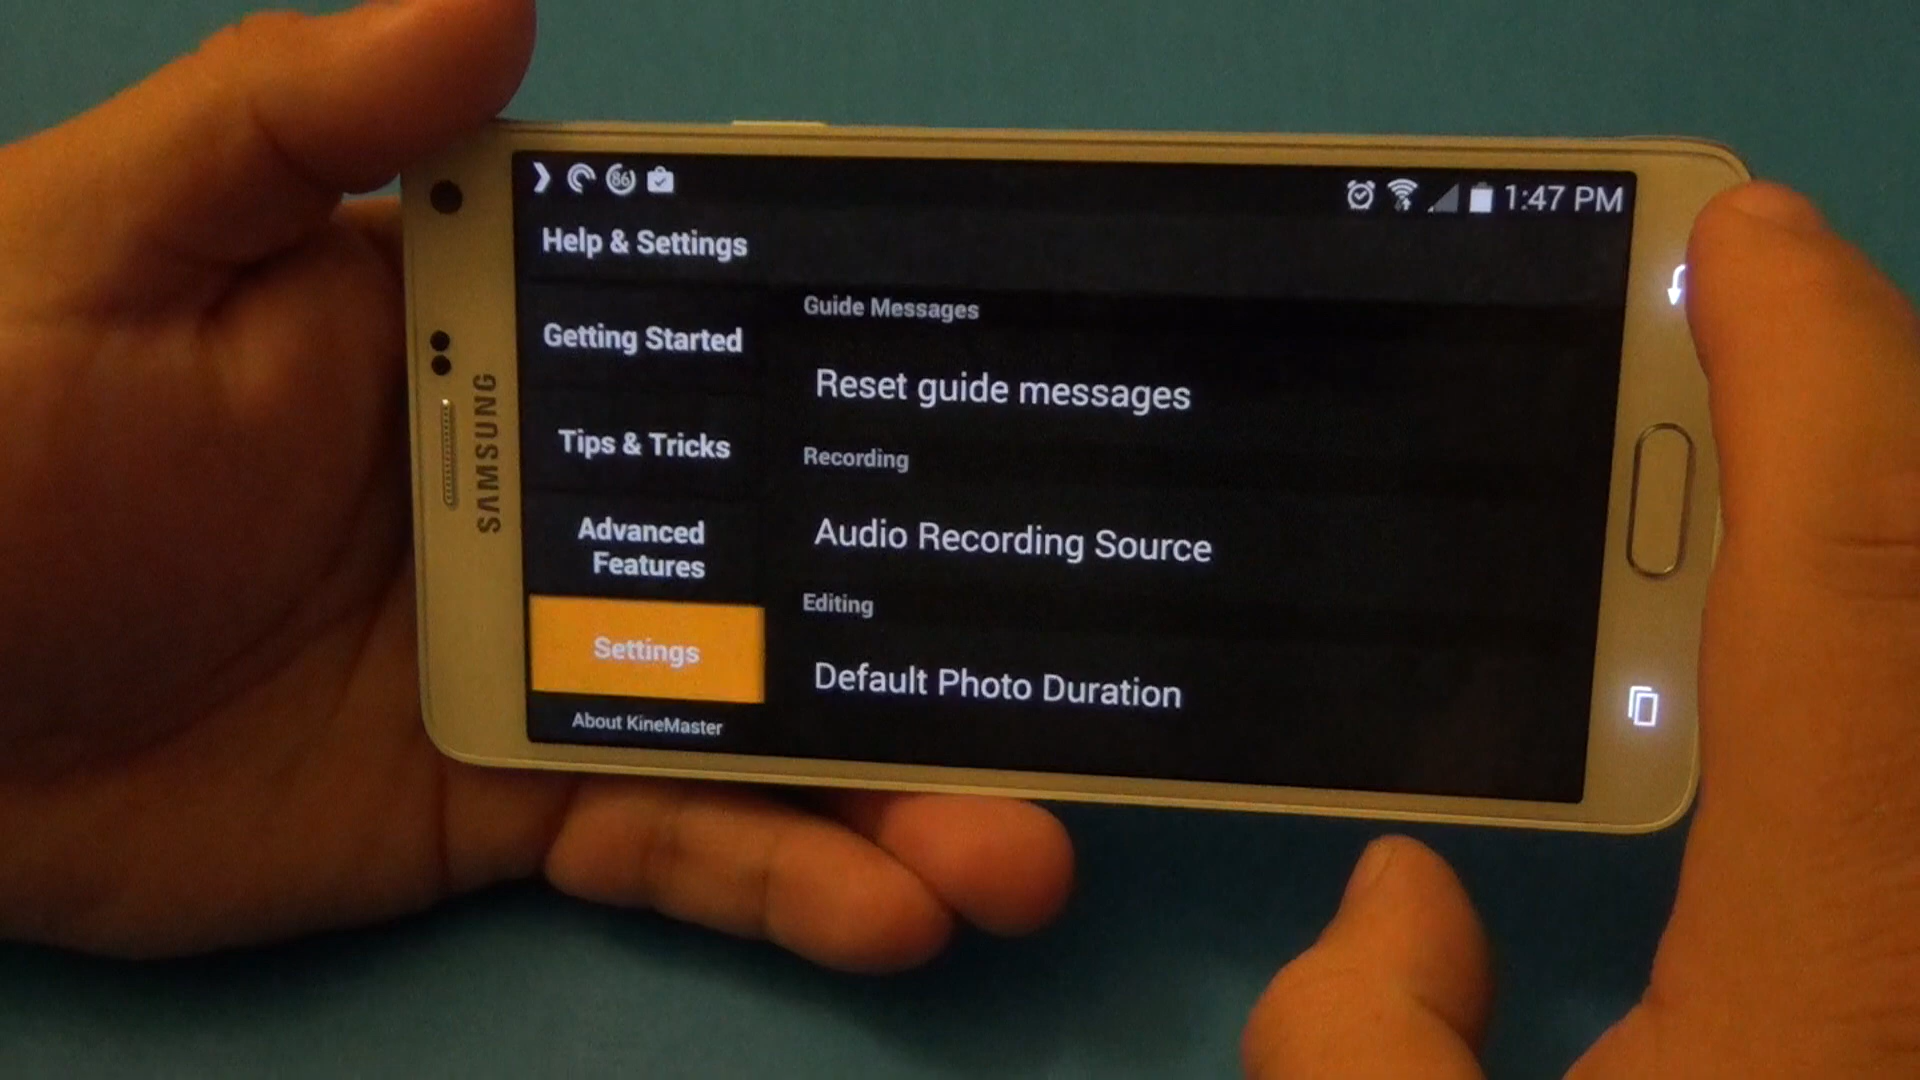 86
1:47 PM
Help & Settings
Getting Started
Tips & Tricks
Advanced
Features
Settings
About KineMaster
Guide Messages
Reset guide messages
Recording
Audio Recording Source
Editing
Default Photo Duration
SAMSUNG